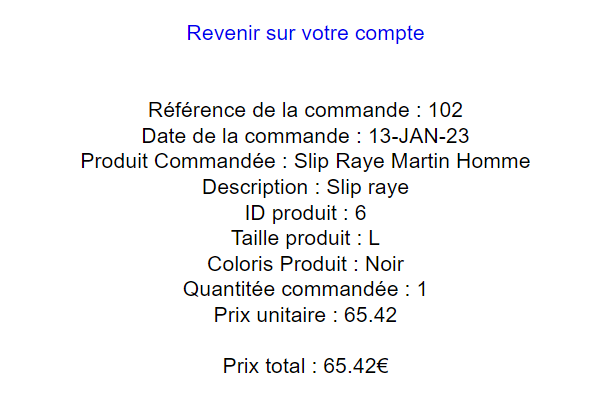 Revenir sur votre compte
Référence de la commande : 102
Date de la commande : 13-JAN-23
Produit Commandée : Slip Raye Martin Homme
Description : Slip raye
ID produit : 6
Taille produit : L
Coloris Produit : Noir
Quantitée commandée : 1
Prix unitaire : 65.42
Prix total : 65.42€